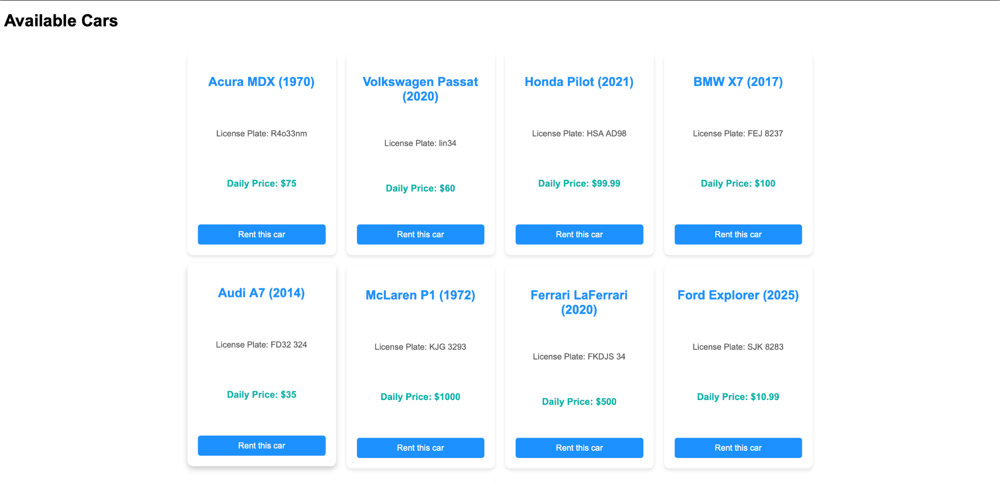 Available Cars
Acura MDX (1970)
License Plate: R4o33nm
Daily Price: $75
Rent this car
Volkswagen Passat
(2020)
License Plate: lin34
Daily Price: $60
Rent this car
Honda Pilot (2021)
License Plate: HSA AD98
Daily Price: $99.99
Rent this car
BMW X7 (2017)
License Plate: FEJ 8237
Daily Price: $100
Rent this car
Audi A7 (2014)
License Plate: FD32 324
Daily Price: $35
Rent this car
McLaren P1 (1972)
License Plate: KJG 3293
Daily Price: $1000
Rent this car
Ferrari LaFerrari
(2020)
License Plate: FKDJS 34
Daily Price: $500
Rent this car
Ford Explorer (2025)
License Plate: SJK 8283
Daily Price: $10.99
Rent this car